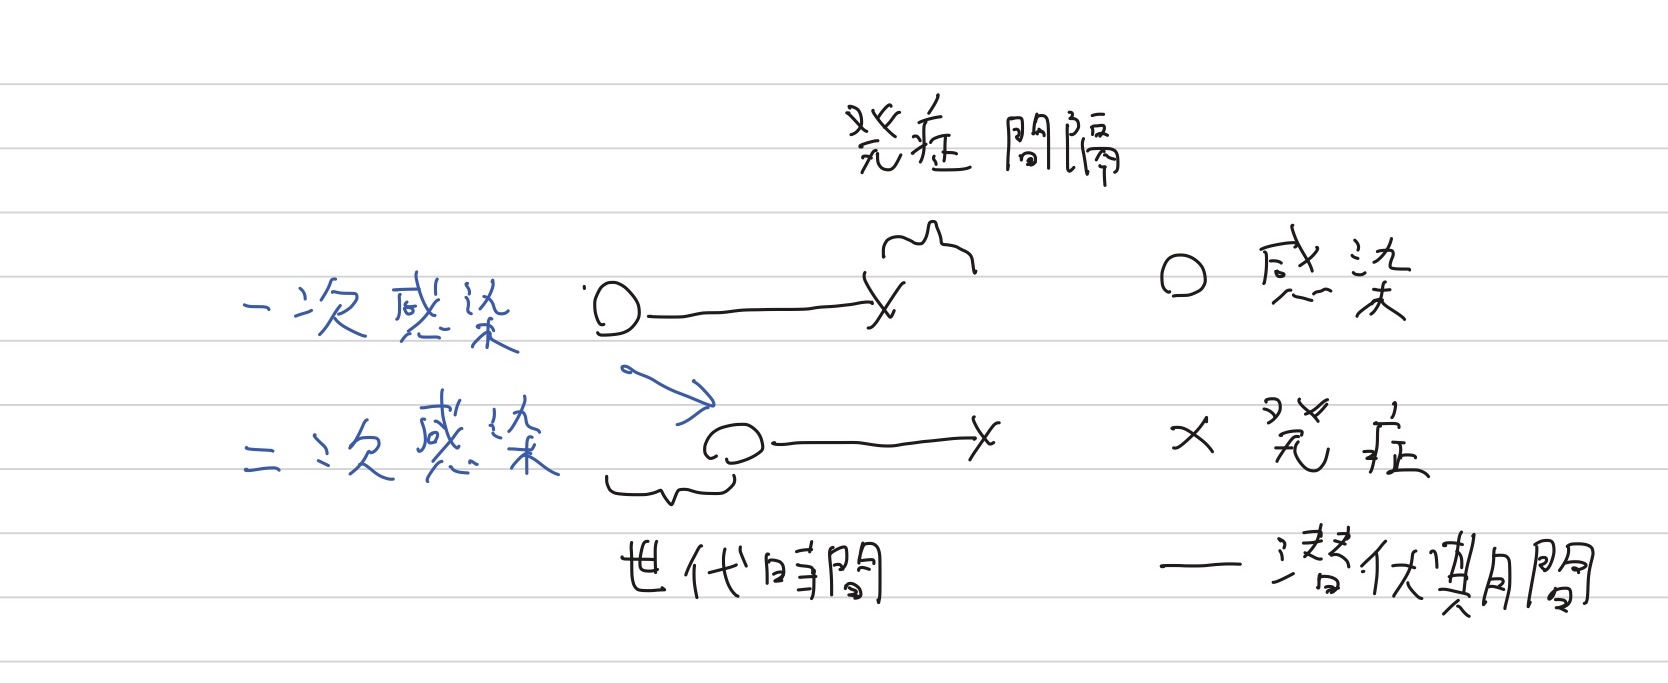 発症間隔
一次感染
○ 感染
二次感染
× 発症
世代時間
— 潜伏期間